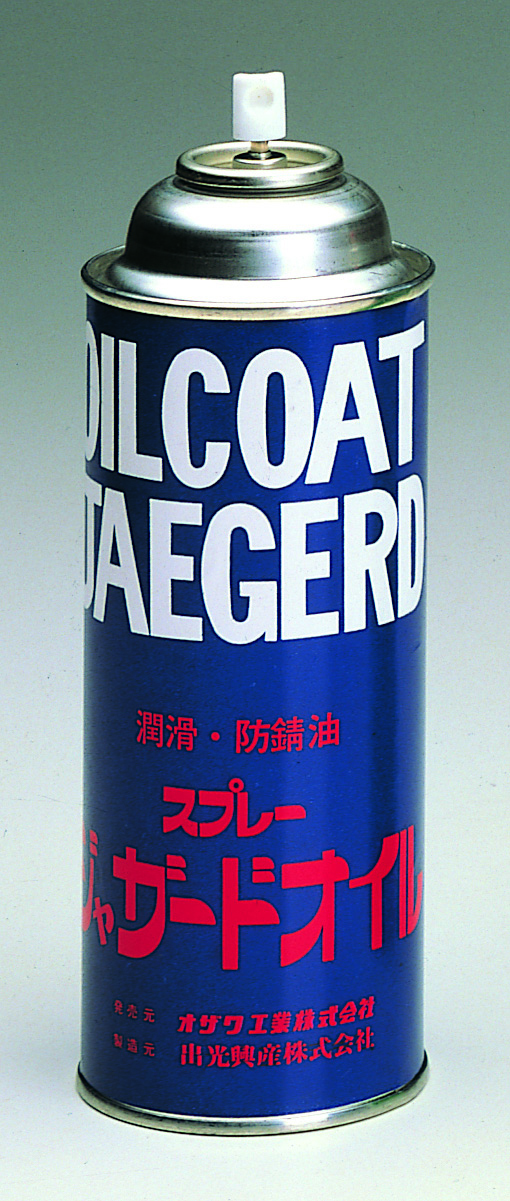 OILCOAT
JAEGERD
潤滑・防錆油
スプレー
ジャザードオイル
発売元 オザワ工業株式会社
製造元 出光興産株式会社